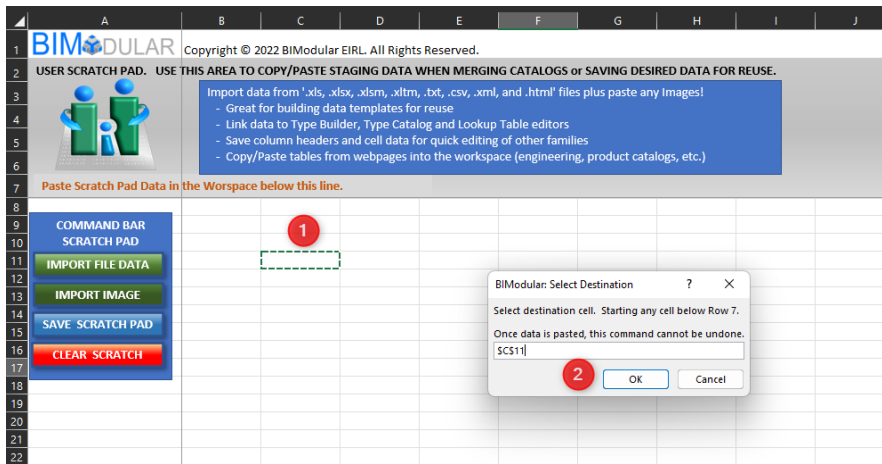 A B C D E F G H I J
1 BIMODULAR Copyright © 2022 BIModular EIRL. All Rights Reserved.
2 USER SCRATCH PAD. USE THIS AREA TO COPY/PASTE STAGING DATA WHEN MERGING CATALOGS or SAVING DESIRED DATA FOR REUSE.
3 Import data from '.xls, .xlsx, .xlsm, .xltm, .txt, .csv, .xml, and .html' files plus paste any Images!
- Great for building data templates for reuse
4 - Link data to Type Builder, Type Catalog and Lookup Table editors
5 - Save column headers and cell data for quick editing of other families
6 - Copy/Paste tables from webpages into the workspace (engineering, product catalogs, etc.)
7 Paste Scratch Pad Data in the Worspace below this line.
8
9 COMMAND BAR 1
10 SCRATCH PAD
11 IMPORT FILE DATA
12 BIModular: Select Destination ? X
13 IMPORT IMAGE Select destination cell. Starting any cell below Row 7.
14
15 SAVE SCRATCH PAD Once data is pasted, this command cannot be undone.
16 CLEAR SCRATCH $C$11
17 2 OK Cancel
18
19
20
21
22